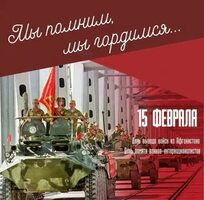 Мы помним,
мы гордимся...
15 ФЕВРАЛЯ
День вывода войск из Афганистана
День памяти воинов-интернационалистов